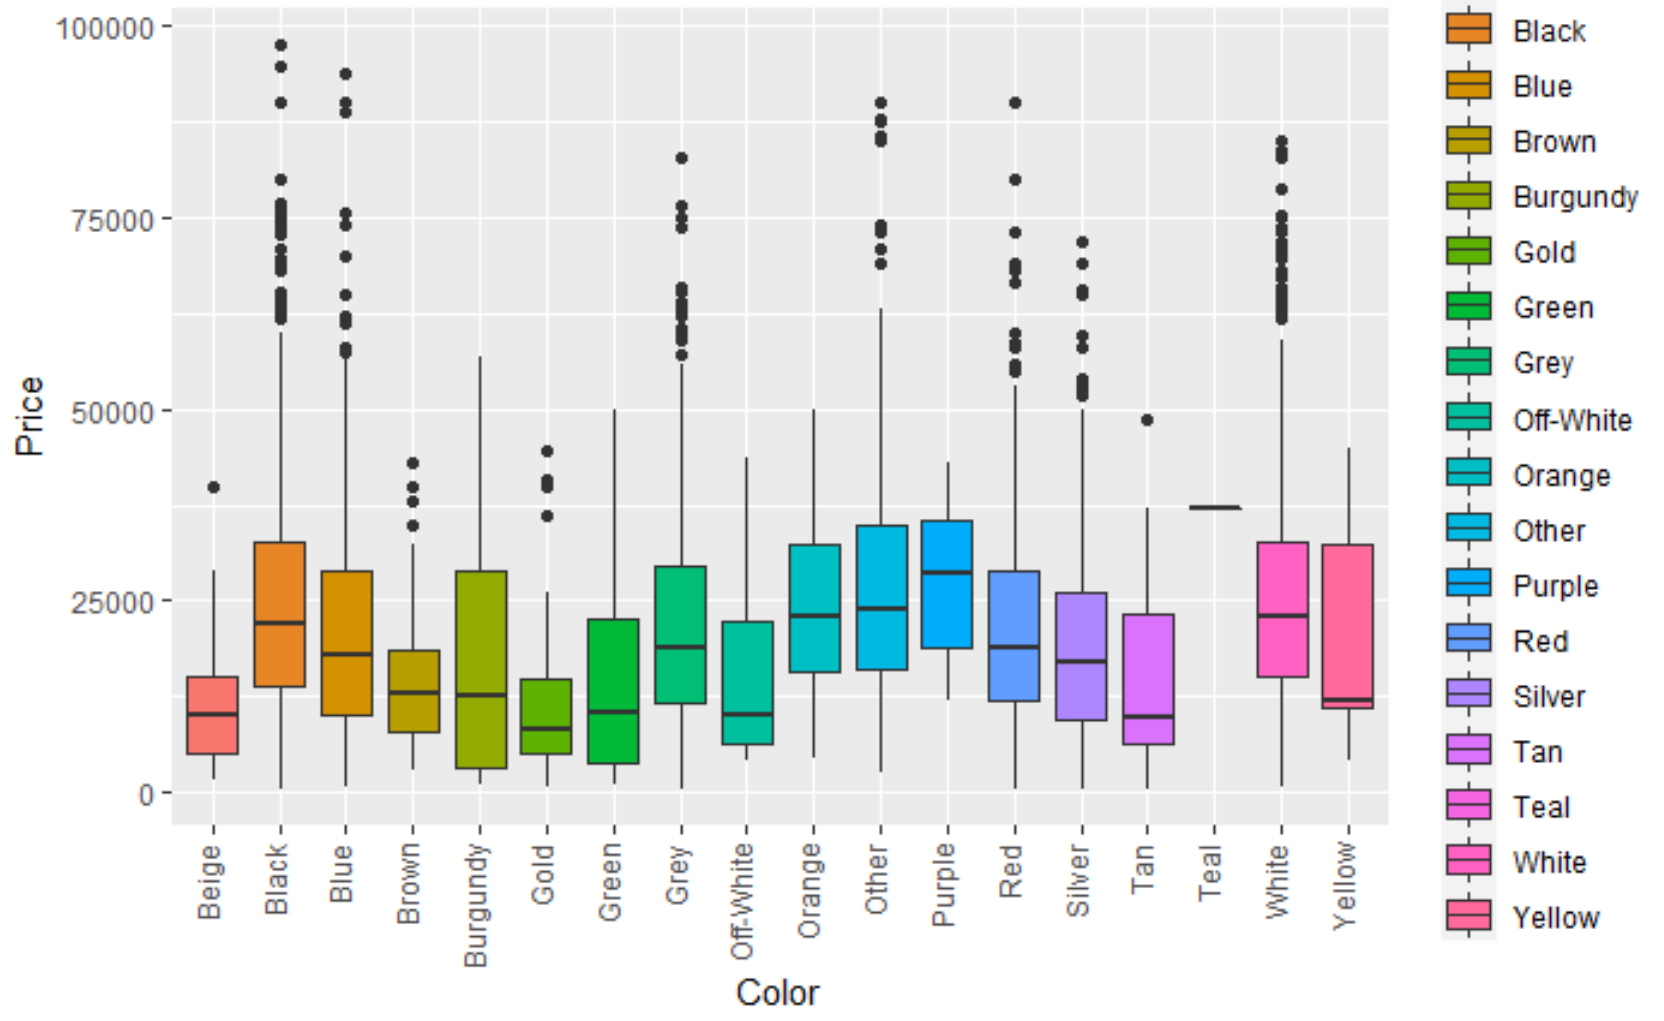 100000
75000
50000
25000
0
Price
Beige
Black
Blue
Brown
Burgundy
Gold
Green
Grey
Off-White
Orange
Other
Purple
Red
Silver
Tan
Teal
White
Yellow
Color
Black
Blue
Brown
Burgundy
Gold
Green
Grey
Off-White
Orange
Other
Purple
Red
Silver
Tan
Teal
White
Yellow